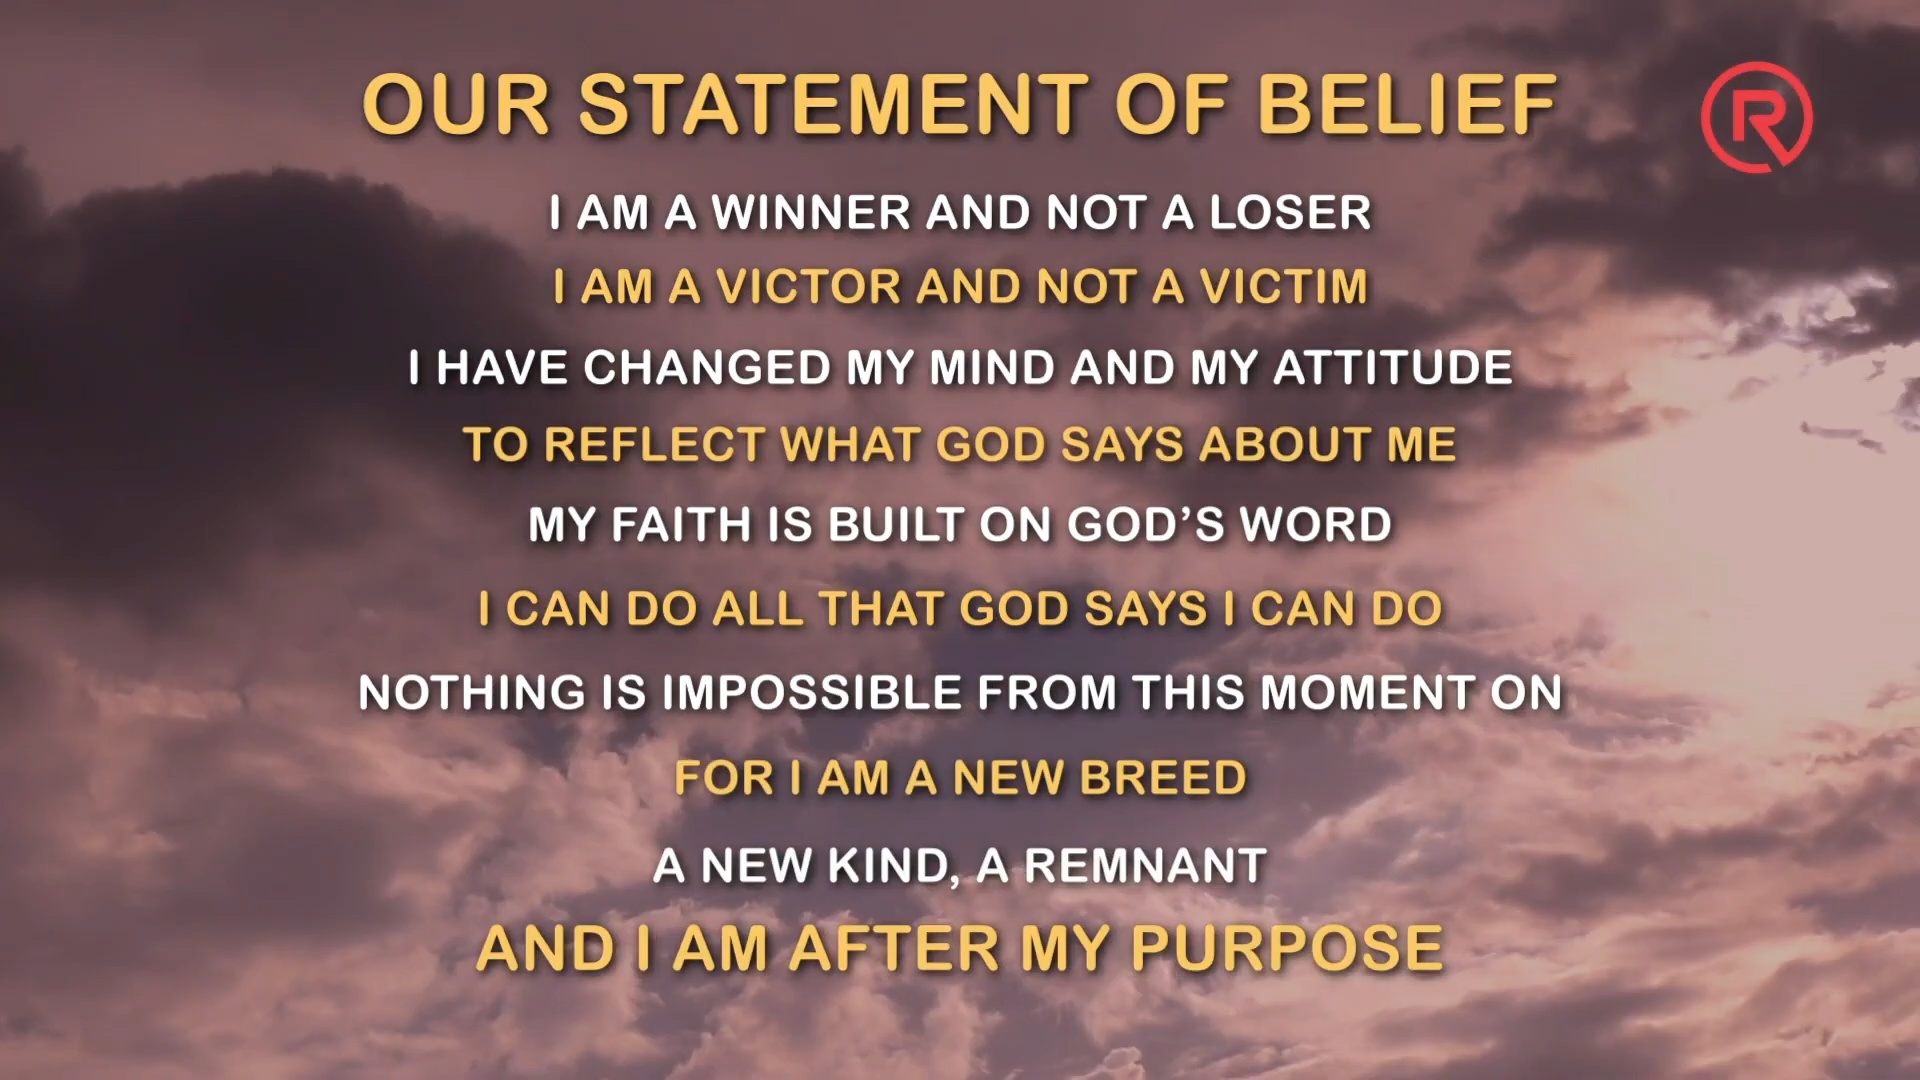 OUR STATEMENT OF BELIEF
R
I AM A WINNER AND NOT A LOSER
I AM A VICTOR AND NOT A VICTIM
I HAVE CHANGED MY MIND AND MY ATTITUDE
TO REFLECT WHAT GOD SAYS ABOUT ME
MY FAITH IS BUILT ON GOD’S WORD
I CAN DO ALL THAT GOD SAYS I CAN DO
NOTHING IS IMPOSSIBLE FROM THIS MOMENT ON
FOR I AM A NEW BREED
A NEW KIND, A REMNANT
AND I AM AFTER MY PURPOSE